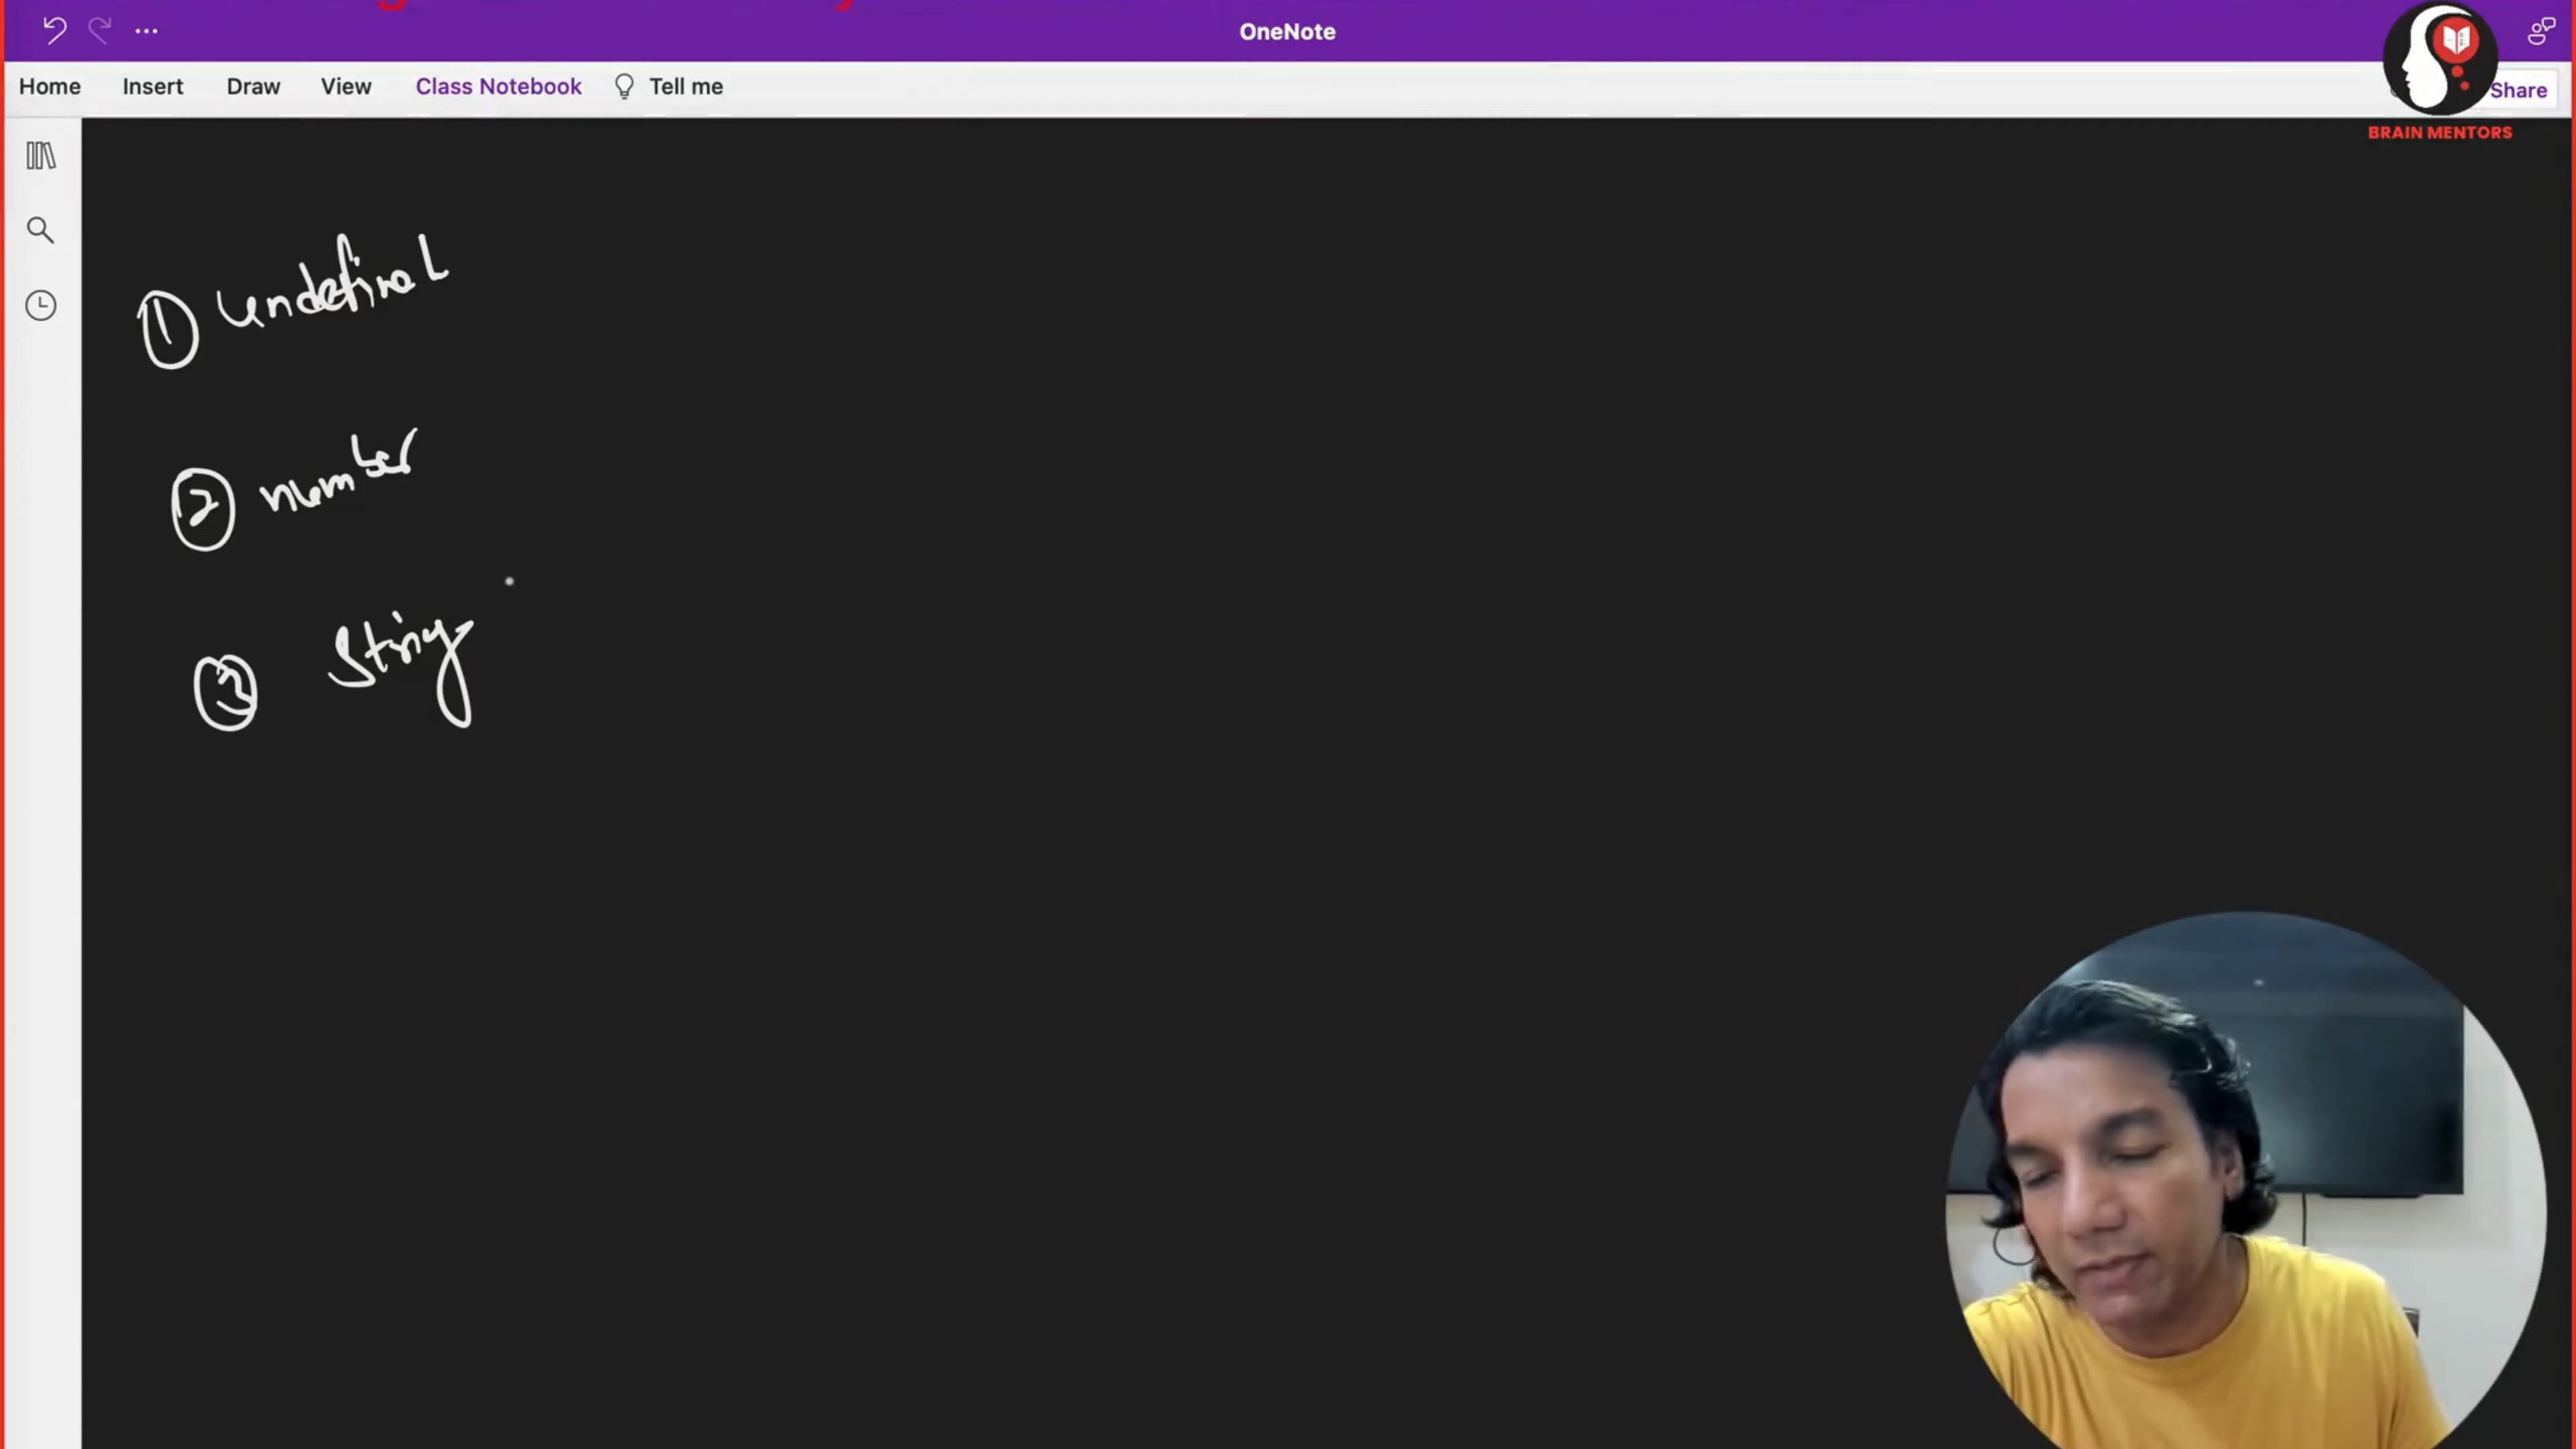 OneNote
Home Insert Draw View Class Notebook Tell me Share
BRAIN MENTORS
① undefined
② number
③ String